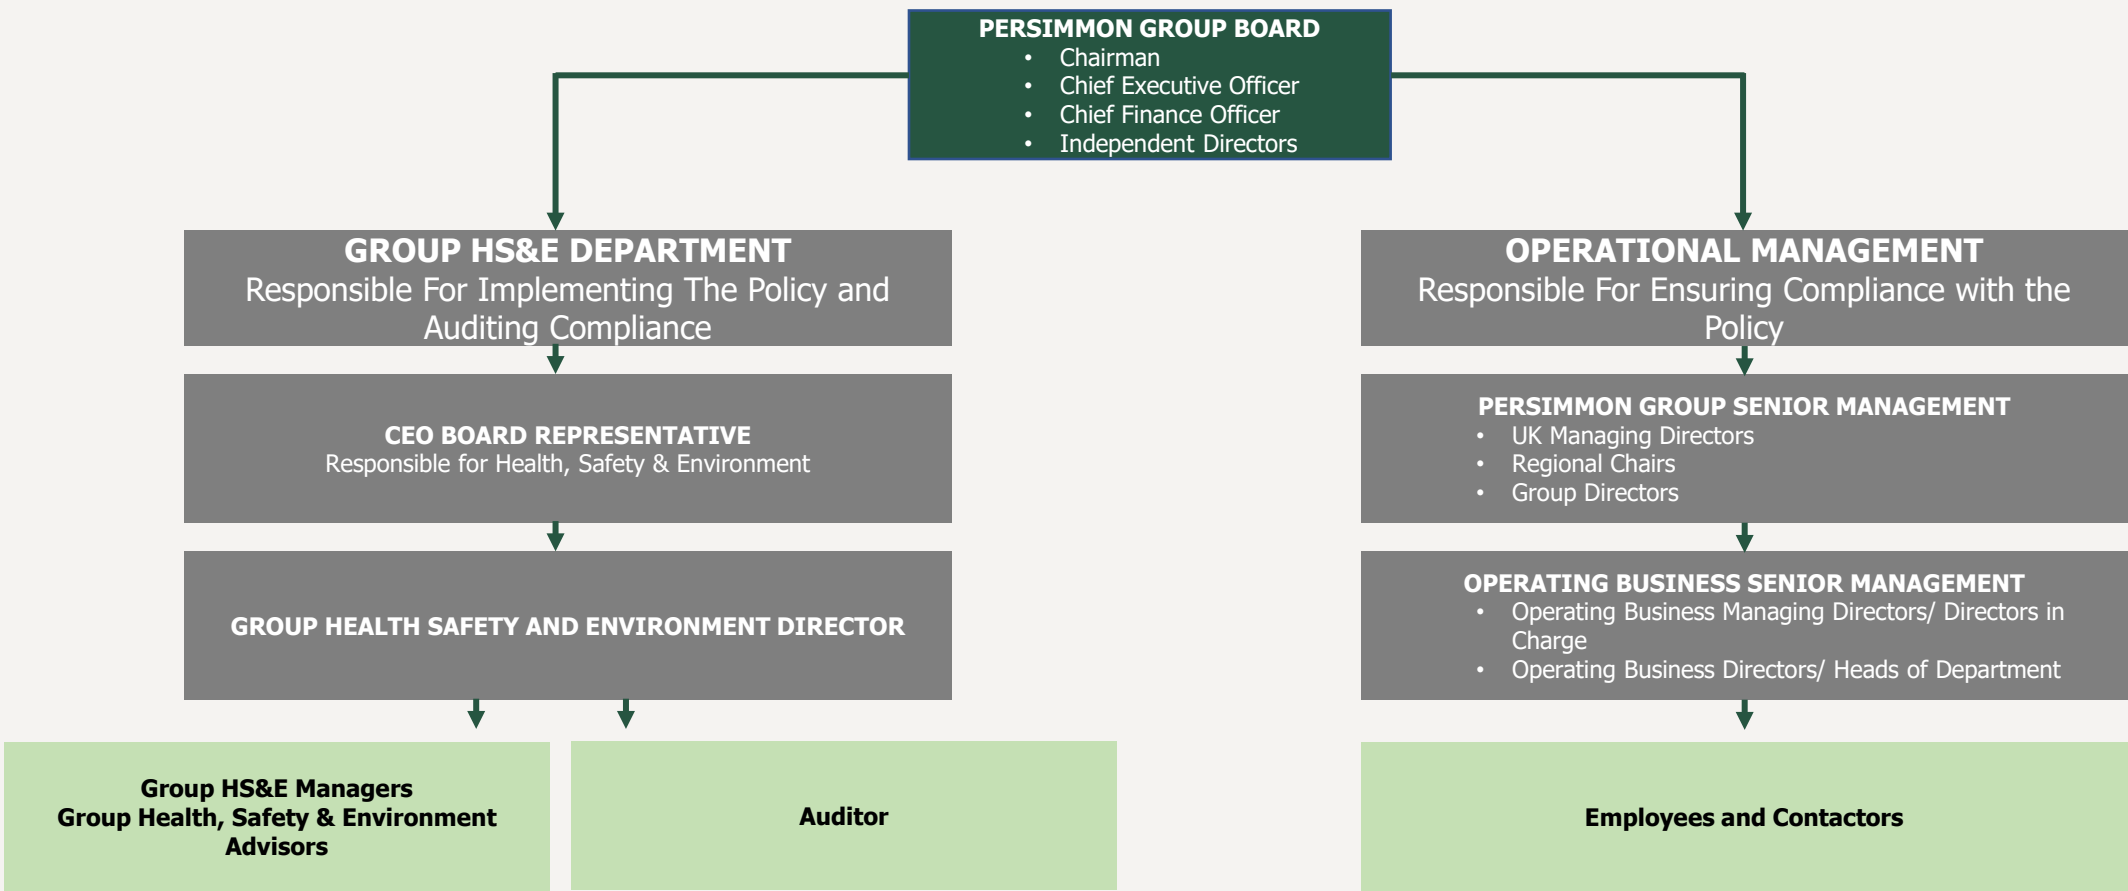 PERSIMMON GROUP BOARD
• Chairman
• Chief Executive Officer
• Chief Finance Officer
• Independent Directors
GROUP HS&E DEPARTMENT
Responsible For Implementing The Policy and
Auditing Compliance
CEO BOARD REPRESENTATIVE
Responsible for Health, Safety & Environment
GROUP HEALTH SAFETY AND ENVIRONMENT DIRECTOR
Group HS&E Managers
Group Health, Safety & Environment
Advisors
Auditor
OPERATIONAL MANAGEMENT
Responsible For Ensuring Compliance with the
Policy
PERSIMMON GROUP SENIOR MANAGEMENT
• UK Managing Directors
• Regional Chairs
• Group Directors
OPERATING BUSINESS SENIOR MANAGEMENT
• Operating Business Managing Directors/ Directors in
Charge
• Operating Business Directors/ Heads of Department
Employees and Contactors